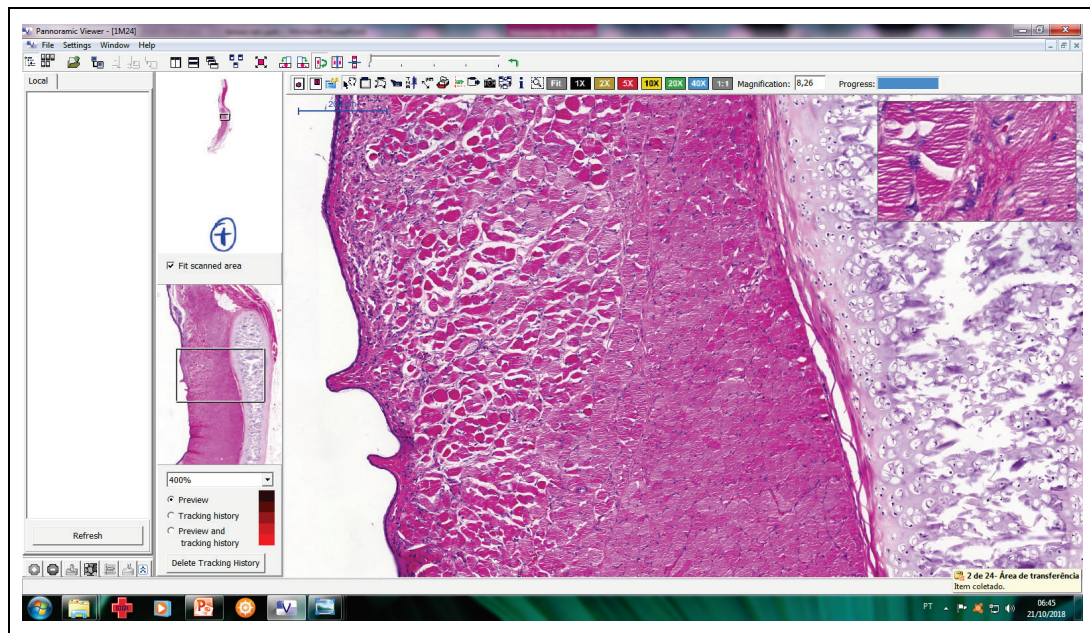 Pannoramic Viewer - [1M24]
File Settings Window Help
Local
Fit 1X 2X 5X 10X 20X 40X 1:1 Magnification: 8,26 Progress:
Fit scanned area
400%
Preview
Tracking history
Preview and
tracking history
Refresh
Delete Tracking History
2 de 24- Área de transferência
Item coletado.
PT
06:45
21/10/2018